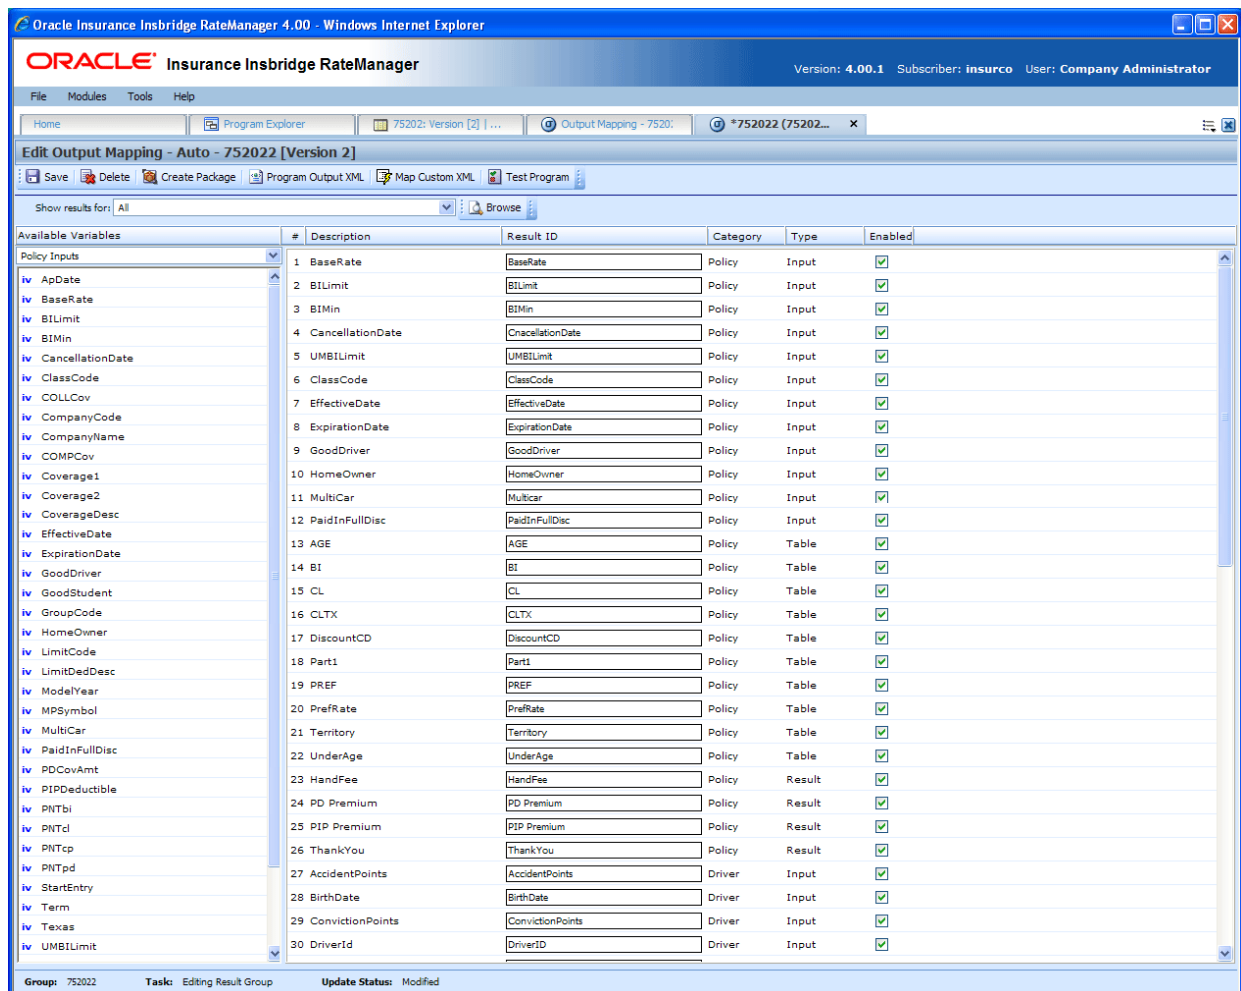 Oracle Insurance Insbridge RateManager 4.00 - Windows Internet Explorer
ORACLE Insurance Insbridge RateManager
Version: 4.00.1 Subscriber: insurco User: Company Administrator
File Modules Tools Help
Home Program Explorer 75202: Version [2] | ... Output Mapping - 7520: *752022 (75202... x
Edit Output Mapping - Auto - 752022 [Version 2]
Save Delete Create Package Program Output XML Map Custom XML Test Program
Show results for: All Browse
Available Variables
Policy Inputs
iv ApDate
iv BaseRate
iv BILimit
iv BIMin
iv CancellationDate
iv ClassCode
iv COLLCov
iv CompanyCode
iv CompanyName
iv COMPCov
iv Coverage1
iv Coverage2
iv CoverageDesc
iv EffectiveDate
iv ExpirationDate
iv GoodDriver
iv GoodStudent
iv GroupCode
iv HomeOwner
iv LimitCode
iv LimitDedDesc
iv ModelYear
iv MPSymbol
iv MultiCar
iv PaidInFullDisc
iv PDCovAmt
iv PIPDeductible
iv PNTbi
iv PNTcl
iv PNTcp
iv PNTpd
iv StartEntry
iv Term
iv Texas
iv UMBILimit
# Description Result ID Category Type Enabled
1 BaseRate BaseRate Policy Input
2 BILimit BILimit Policy Input
3 BIMin BIMin Policy Input
4 CancellationDate CnacellationDate Policy Input
5 UMBILimit UMBILimit Policy Input
6 ClassCode ClassCode Policy Input
7 EffectiveDate EffectiveDate Policy Input
8 ExpirationDate ExpirationDate Policy Input
9 GoodDriver GoodDriver Policy Input
10 HomeOwner HomeOwner Policy Input
11 MultiCar Multicar Policy Input
12 PaidInFullDisc PaidInFullDisc Policy Input
13 AGE AGE Policy Table
14 BI BI Policy Table
15 CL CL Policy Table
16 CLTX CLTX Policy Table
17 DiscountCD DiscountCD Policy Table
18 Part1 Part1 Policy Table
19 PREF PREF Policy Table
20 PrefRate PrefRate Policy Table
21 Territory Territory Policy Table
22 UnderAge UnderAge Policy Table
23 HandFee HandFee Policy Result
24 PD Premium PD Premium Policy Result
25 PIP Premium PIP Premium Policy Result
26 ThankYou ThankYou Policy Result
27 AccidentPoints AccidentPoints Driver Input
28 BirthDate BirthDate Driver Input
29 ConvictionPoints ConvictionPoints Driver Input
30 DriverId DriverID Driver Input
Group: 752022 Task: Editing Result Group Update Status: Modified